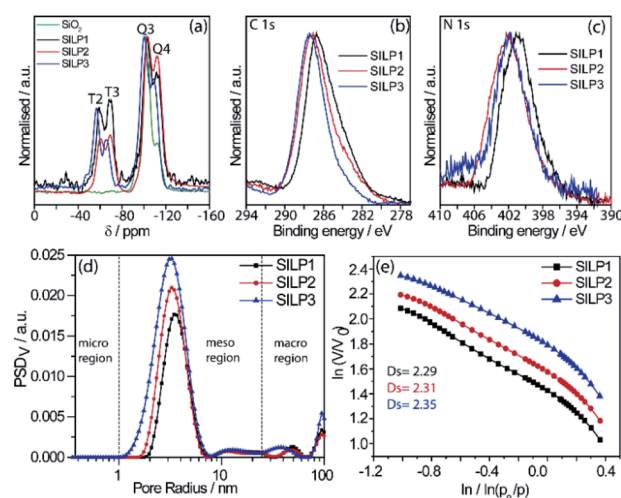 (a)
SiO₂
SILP1
SILP2
SILP3
Q3
Q4
T2
T3
Normalised / a.u.
0 -40 -80 -120 -160
δ / ppm
C 1s (b)
SILP1
SILP2
SILP3
Normalised / a.u.
294 290 286 282 278
Binding energy / eV
N 1s (c)
SILP1
SILP2
SILP3
Normalised / a.u.
410 406 402 398 394 390
Binding energy / eV
(d)
SILP1
SILP2
SILP3
0.025
0.020
0.015
0.010
0.005
0.000
PSDV / a.u.
micro region
meso region
macro region
1 10 100
Pore Radius / nm
(e)
SILP1
SILP2
SILP3
2.4
2.2
2.0
1.8
1.6
1.4
1.2
1.0
ln (V/V
Ds= 2.29
Ds= 2.31
Ds= 2.35
-1.2 -0.8 -0.4 0.0 0.4
ln / ln(p₀/p)